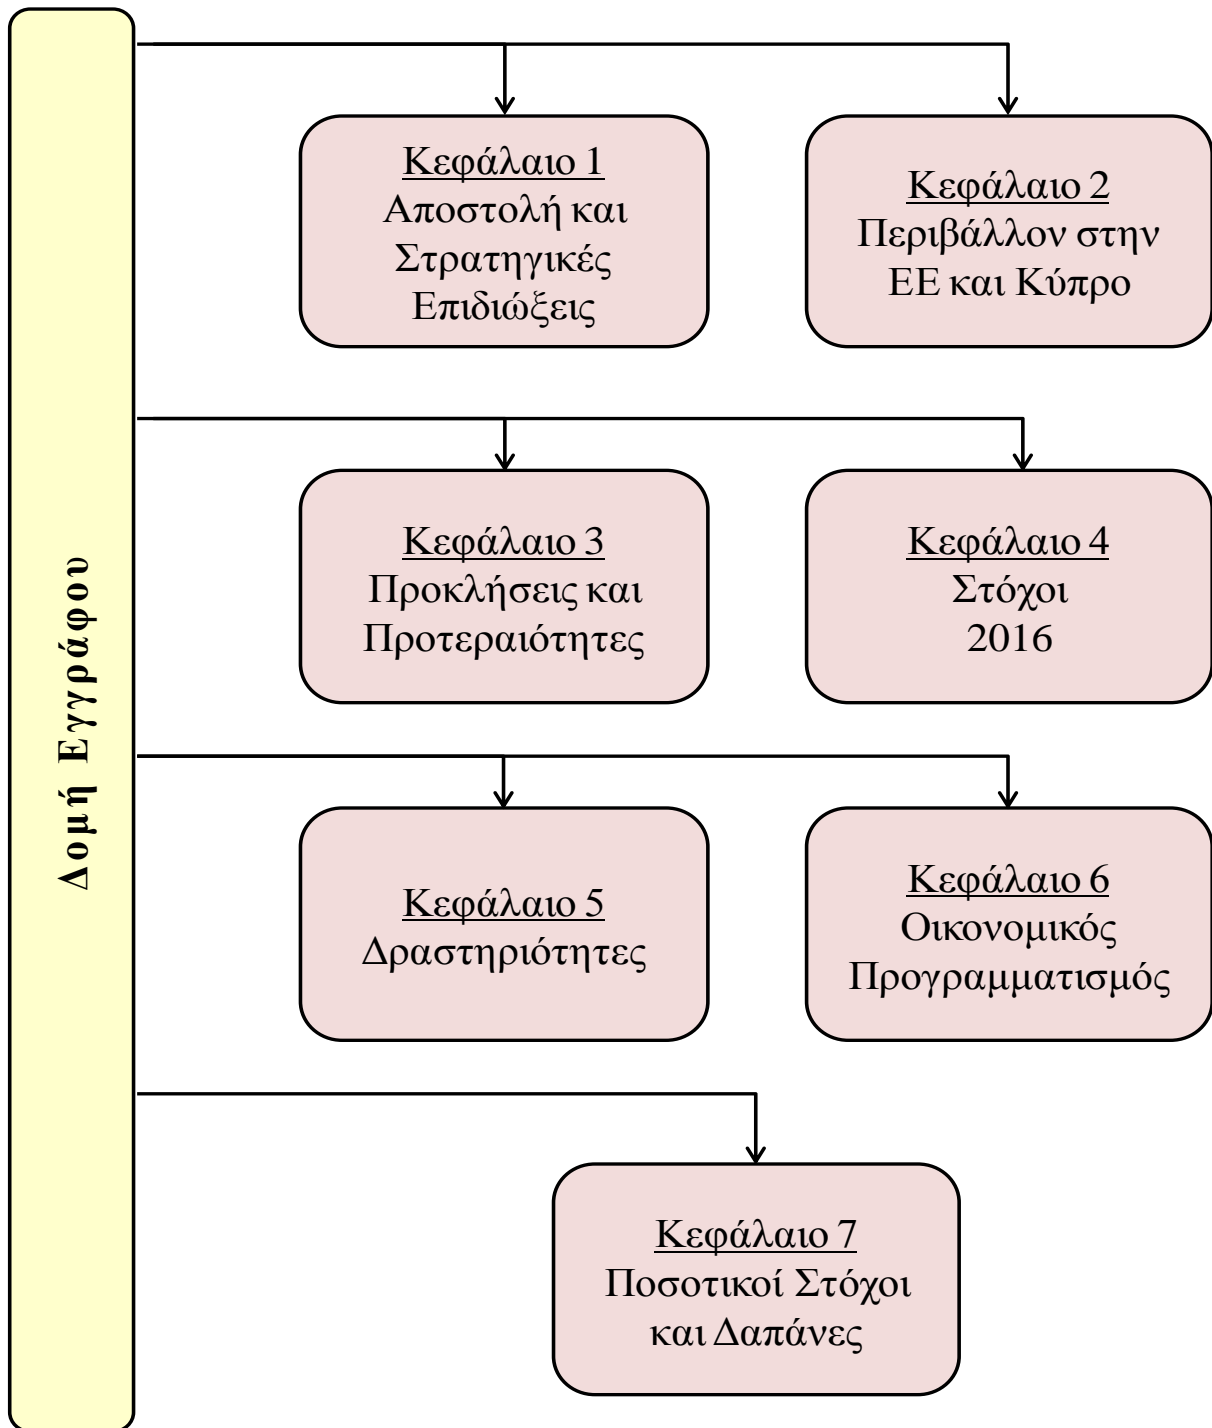 Δομή Εγγράφου
Κεφάλαιο 1
Αποστολή και
Στρατηγικές
Επιδιώξεις
Κεφάλαιο 2
Περιβάλλον στην
ΕΕ και Κύπρο
Κεφάλαιο 3
Προκλήσεις και
Προτεραιότητες
Κεφάλαιο 4
Στόχοι
2016
Κεφάλαιο 5
Δραστηριότητες
Κεφάλαιο 6
Οικονομικός
Προγραμματισμός
Κεφάλαιο 7
Ποσοτικοί Στόχοι
και Δαπάνες